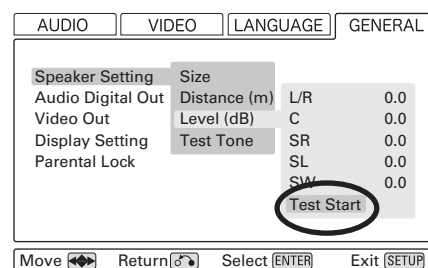 AUDIO VIDEO LANGUAGE GENERAL
Speaker Setting Size
Audio Digital Out Distance (m) L/R 0.0
Video Out Level (dB) C 0.0
Display Setting Test Tone SR 0.0
Parental Lock SL 0.0
SW 0.0
Test Start
Move Return Select ENTER Exit SETUP